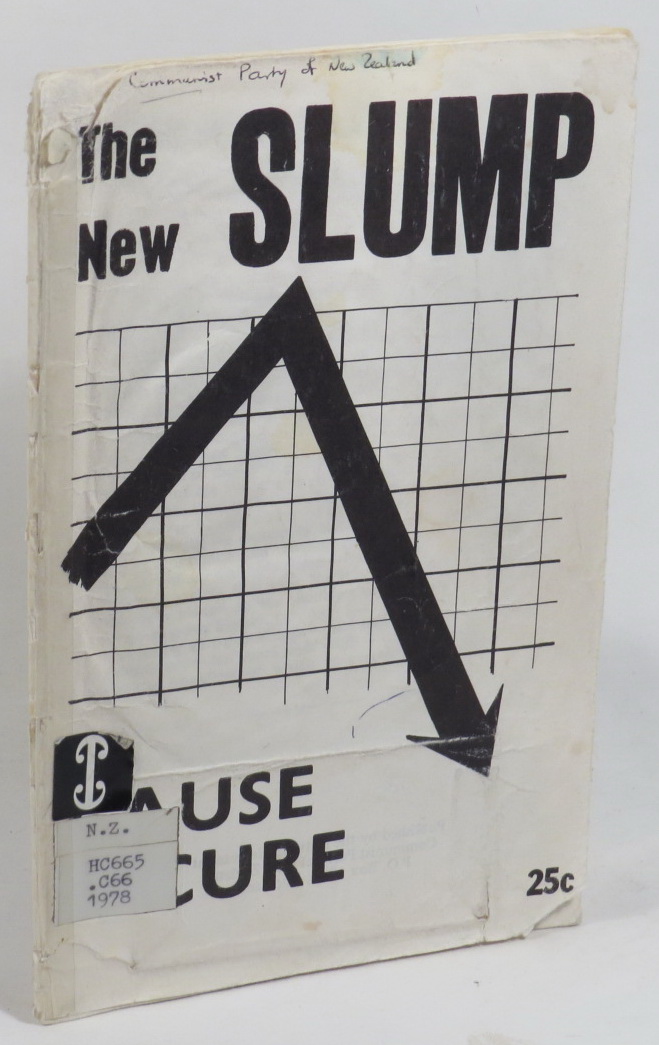 Communist Party of New Zealand
The
New
SLUMP
AUSE
CURE
N.Z.
HC665
.C66
1978
25c